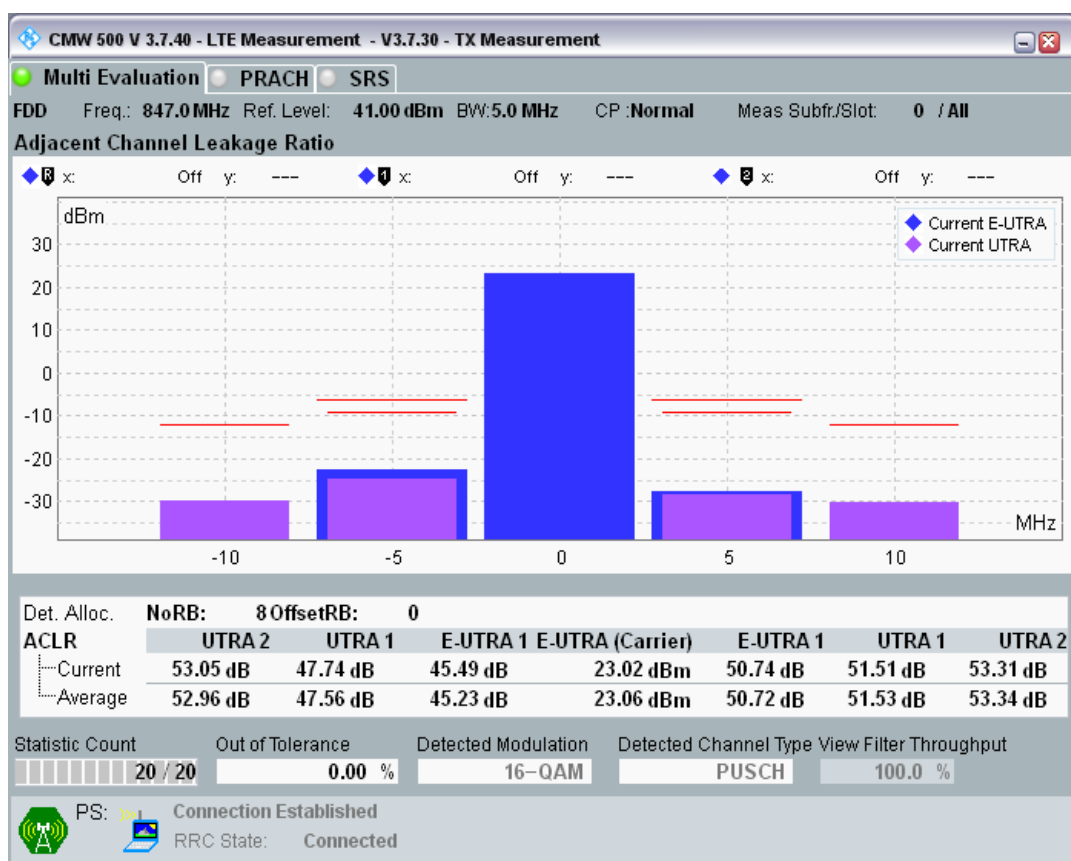 CMW 500 V 3.7.40 - LTE Measurement - V3.7.30 - TX Measurement
Multi Evaluation PRACH SRS
FDD Freq.: 847.0 MHz Ref. Level: 41.00 dBm BW:5.0 MHz CP :Normal Meas Subfr./Slot: 0 / All
Adjacent Channel Leakage Ratio
R x: Off y: --- 1 x: Off y: --- 2 x: Off y: ---
dBm
Current E-UTRA
Current UTRA
30
20
10
0
-10
-20
-30
MHz
-10 -5 0 5 10
Det. Alloc. NoRB: 8 OffsetRB: 0
ACLR UTRA 2 UTRA 1 E-UTRA 1 E-UTRA (Carrier) E-UTRA 1 UTRA 1 UTRA 2
Current 53.05 dB 47.74 dB 45.49 dB 23.02 dBm 50.74 dB 51.51 dB 53.31 dB
Average 52.96 dB 47.56 dB 45.23 dB 23.06 dBm 50.72 dB 51.53 dB 53.34 dB
Statistic Count Out of Tolerance Detected Modulation Detected Channel Type View Filter Throughput
20 / 20 0.00 % 16-QAM PUSCH 100.0 %
PS: Connection Established
RRC State: Connected